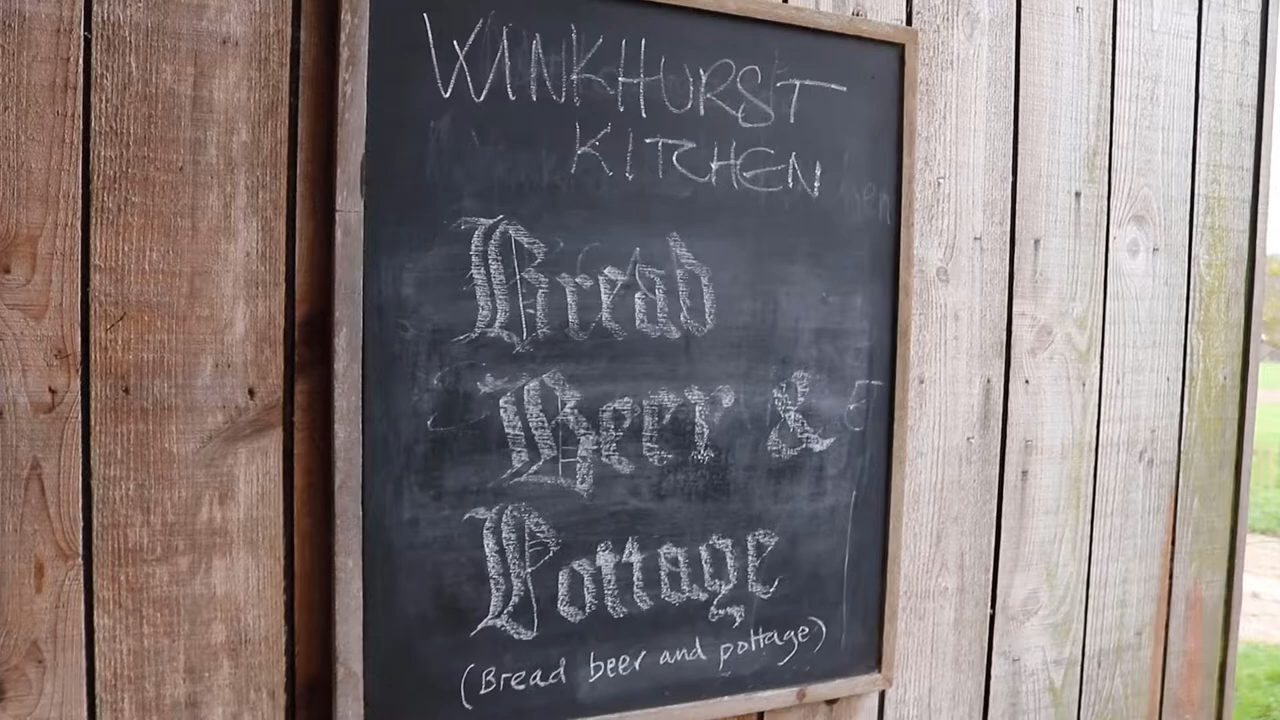 WINKHURST
KITCHEN
Bread
Beer &
Pottage
(Bread beer and pottage)